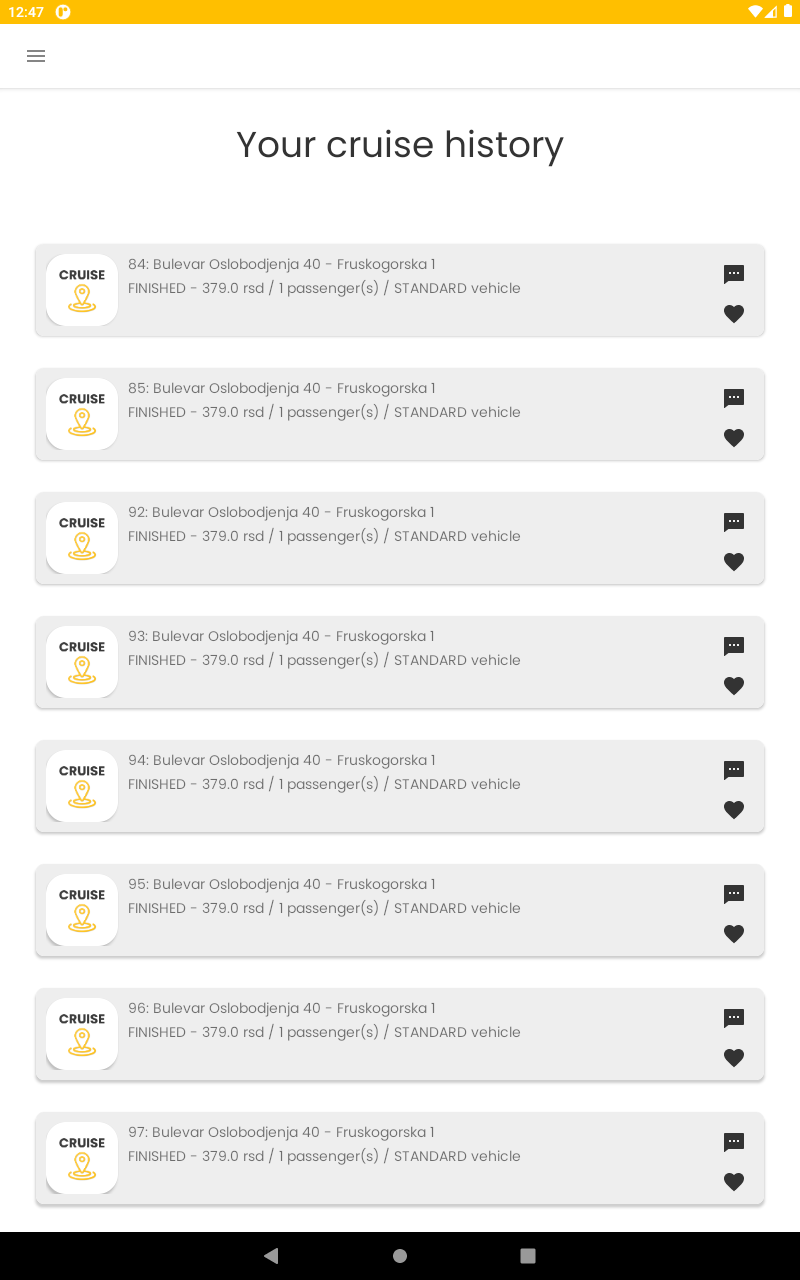 12:47
Your cruise history
CRUISE
84: Bulevar Oslobodjenja 40 - Fruskogorska 1
FINISHED - 379.0 rsd / 1 passenger(s) / STANDARD vehicle
CRUISE
85: Bulevar Oslobodjenja 40 - Fruskogorska 1
FINISHED - 379.0 rsd / 1 passenger(s) / STANDARD vehicle
CRUISE
92: Bulevar Oslobodjenja 40 - Fruskogorska 1
FINISHED - 379.0 rsd / 1 passenger(s) / STANDARD vehicle
CRUISE
93: Bulevar Oslobodjenja 40 - Fruskogorska 1
FINISHED - 379.0 rsd / 1 passenger(s) / STANDARD vehicle
CRUISE
94: Bulevar Oslobodjenja 40 - Fruskogorska 1
FINISHED - 379.0 rsd / 1 passenger(s) / STANDARD vehicle
CRUISE
95: Bulevar Oslobodjenja 40 - Fruskogorska 1
FINISHED - 379.0 rsd / 1 passenger(s) / STANDARD vehicle
CRUISE
96: Bulevar Oslobodjenja 40 - Fruskogorska 1
FINISHED - 379.0 rsd / 1 passenger(s) / STANDARD vehicle
CRUISE
97: Bulevar Oslobodjenja 40 - Fruskogorska 1
FINISHED - 379.0 rsd / 1 passenger(s) / STANDARD vehicle